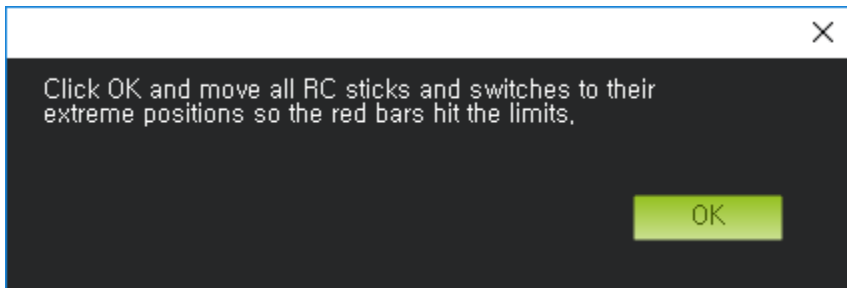 Click OK and move all RC sticks and switches to their
extreme positions so the red bars hit the limits.
OK